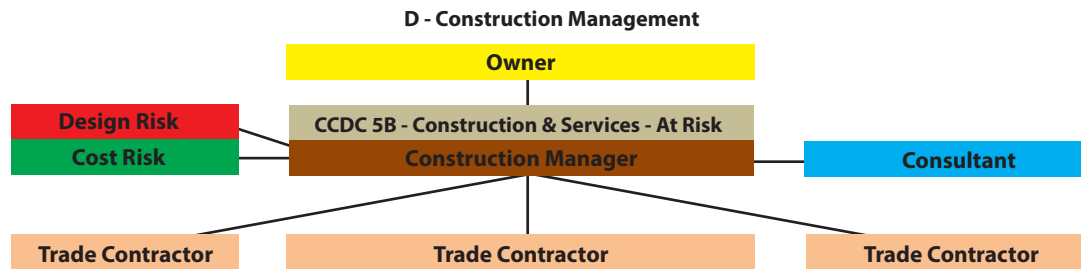 D - Construction Management
Owner
Design Risk
CCDC 5B - Construction & Services - At Risk
Cost Risk
Construction Manager
Consultant
Trade Contractor
Trade Contractor
Trade Contractor